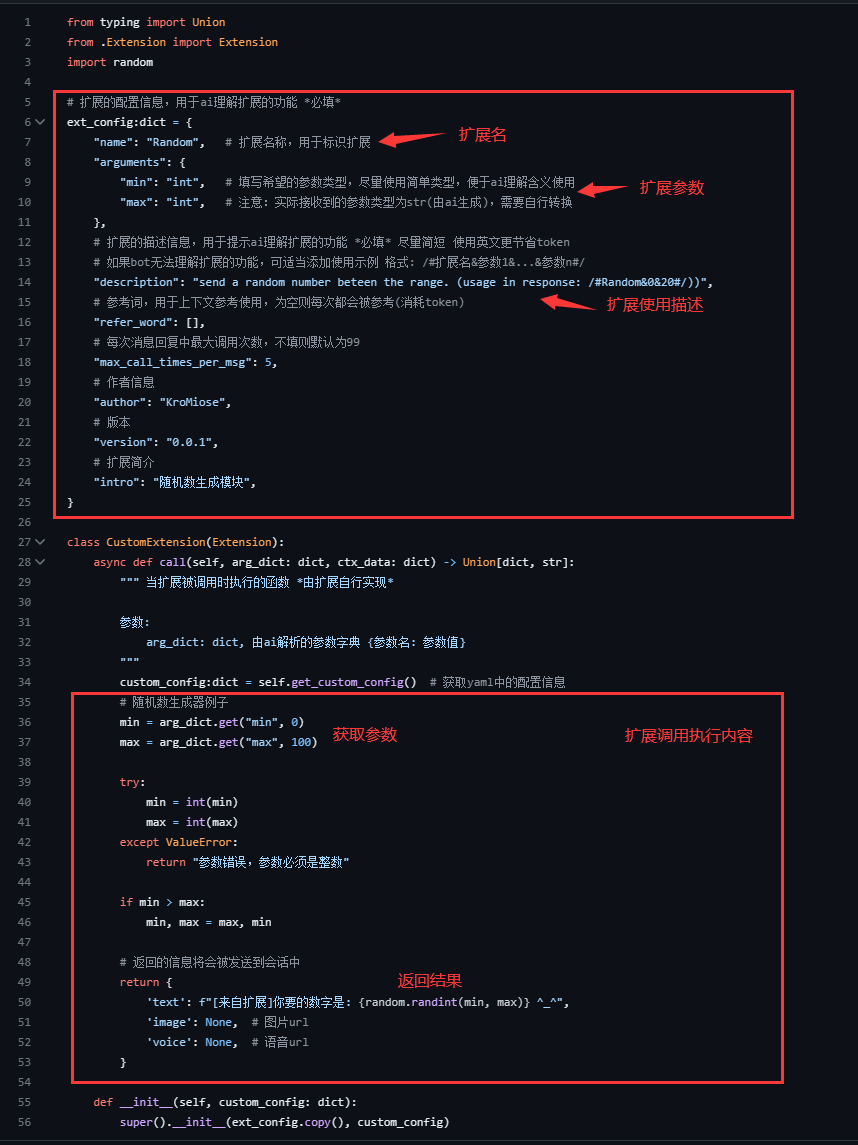 1 from typing import Union
2 from .Extension import Extension
3 import random
4
5 # 扩展的配置信息，用于ai理解扩展的功能 *必填*
6 ext_config:dict = {
7 "name": "Random",   # 扩展名称，用于标识扩展 扩展名
8 "arguments": {
9 "min": "int",  # 填写希望的参数类型，尽量使用简单类型，便于ai理解含义使用 扩展参数
10 "max": "int",  # 注意：实际接收到的参数类型为str(由ai生成)，需要自行转换
11 },
12 # 扩展的描述信息，用于提示ai理解扩展的功能 *必填* 尽量简短 使用英文更节省token
13 # 如果bot无法理解扩展的功能，可适当添加使用示例 格式: /#扩展名&参数1&...&参数n#/
14 "description": "send a random number beteen the range. (usage in response: /#Random&0&20#/))",
15 # 参考词，用于上下文参考使用，为空则每次都会被参考(消耗token) 扩展使用描述
16 "refer_word": [],
17 # 每次消息回复中最大调用次数，不填则默认为99
18 "max_call_times_per_msg": 5,
19 # 作者信息
20 "author": "KroMiose",
21 # 版本
22 "version": "0.0.1",
23 # 扩展简介
24 "intro": "随机数生成模块",
25 }
26
27 class CustomExtension(Extension):
28 async def call(self, arg_dict: dict, ctx_data: dict) -> Union[dict, str]:
29 """ 当扩展被调用时执行的函数 *由扩展自行实现*
30
31 参数:
32 arg_dict: dict, 由ai解析的参数字典 {参数名: 参数值}
33 """
34 custom_config:dict = self.get_custom_config()  # 获取yaml中的配置信息
35 # 随机数生成器例子
36 min = arg_dict.get("min", 0)
37 max = arg_dict.get("max", 100) 获取参数 扩展调用执行内容
38
39 try:
40 min = int(min)
41 max = int(max)
42 except ValueError:
43 return "参数错误，参数必须是整数"
44
45 if min > max:
46 min, max = max, min
47
48 # 返回的信息将会被发送到会话中
49 return { 返回结果
50 'text': f"[来自扩展]你要的数字是: {random.randint(min, max)} ^_^",
51 'image': None,  # 图片url
52 'voice': None,  # 语音url
53 }
54
55 def __init__(self, custom_config: dict):
56 super().__init__(ext_config.copy(), custom_config)